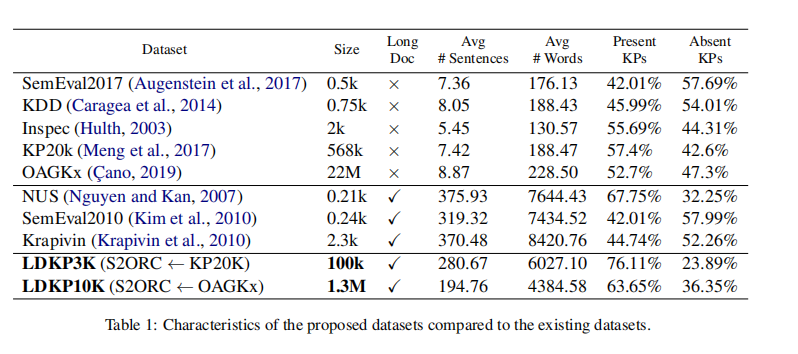 Dataset Size Long Doc Avg # Sentences Avg # Words Present KPs Absent KPs
SemEval2017 (Augenstein et al., 2017) 0.5k × 7.36 176.13 42.01% 57.69%
KDD (Caragea et al., 2014) 0.75k × 8.05 188.43 45.99% 54.01%
Inspec (Hulth, 2003) 2k × 5.45 130.57 55.69% 44.31%
KP20k (Meng et al., 2017) 568k × 7.42 188.47 57.4% 42.6%
OAGKx (Çano, 2019) 22M × 8.87 228.50 52.7% 47.3%
NUS (Nguyen and Kan, 2007) 0.21k ✓ 375.93 7644.43 67.75% 32.25%
SemEval2010 (Kim et al., 2010) 0.24k ✓ 319.32 7434.52 42.01% 57.99%
Krapivin (Krapivin et al., 2010) 2.3k ✓ 370.48 8420.76 44.74% 52.26%
LDKP3K (S2ORC ← KP20K) 100k ✓ 280.67 6027.10 76.11% 23.89%
LDKP10K (S2ORC ← OAGKx) 1.3M ✓ 194.76 4384.58 63.65% 36.35%
Table 1: Characteristics of the proposed datasets compared to the existing datasets.